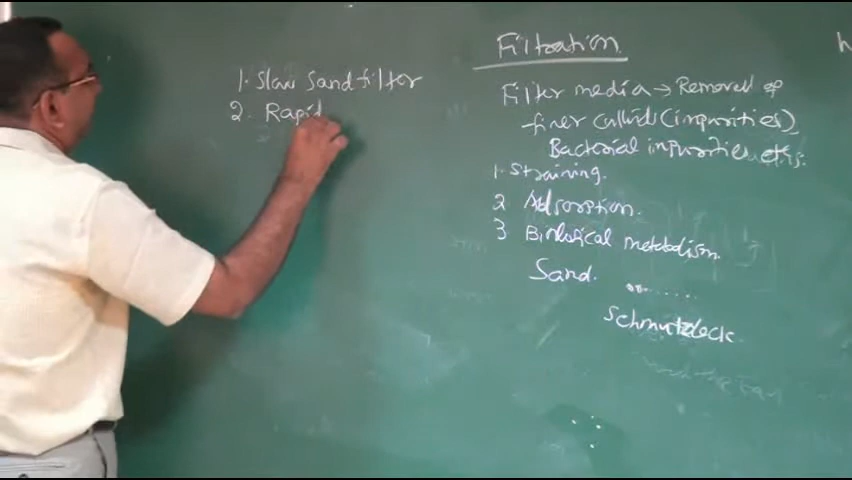 1. Slow Sand filter
2. Rapid
Filtration
Filter media → Removal of
finer colloids (impurities)
Bacterial impurities etc.
1. Straining.
2 Adsorption.
3 Biological metabolism.
Sand.
Schmutzdeck